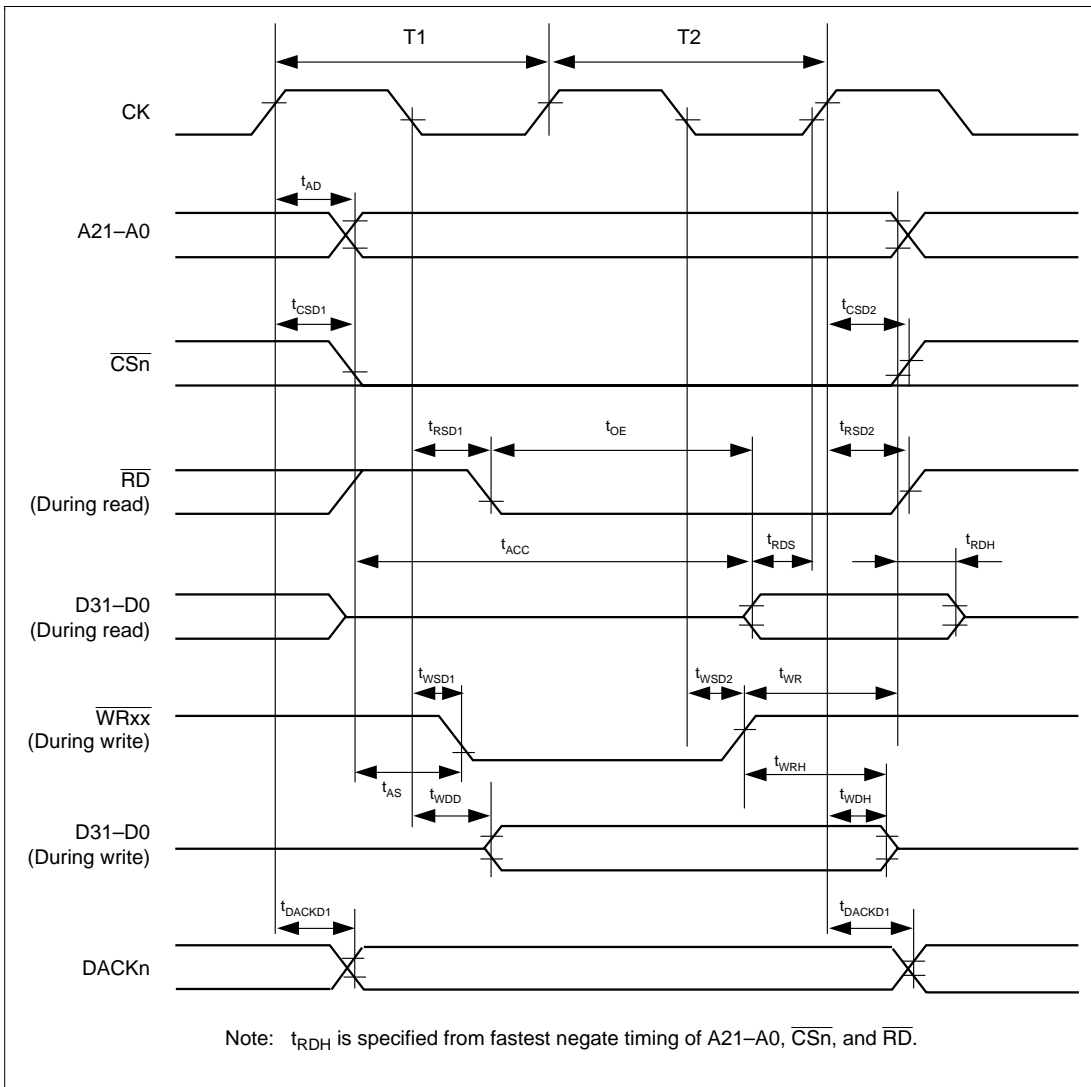 T1 T2
CK
tAD
A21–A0
tCSD1 tCSD2
CSn
tRSD1 tOE tRSD2
RD
(During read)
tACC tRDS tRDH
D31–D0
(During read)
tWSD1 tWSD2 tWR
WRxx
(During write)
tAS tWDD tWRH tWDH
D31–D0
(During write)
tDACKD1 tDACKD1
DACKn
Note: tRDH is specified from fastest negate timing of A21–A0, CSn, and RD.